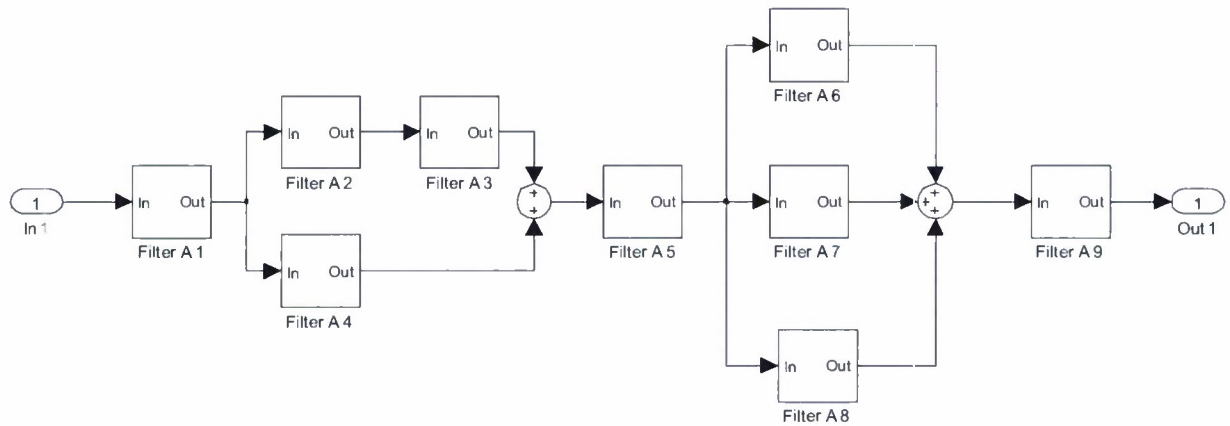 In Out
Filter A 6
In Out
Filter A 2
In Out
Filter A 3
1
In 1
In Out
Filter A 1
+
+
In Out
Filter A 5
In Out
Filter A 7
+
+
+
In Out
Filter A 9
1
Out 1
In Out
Filter A 4
In Out
Filter A 8